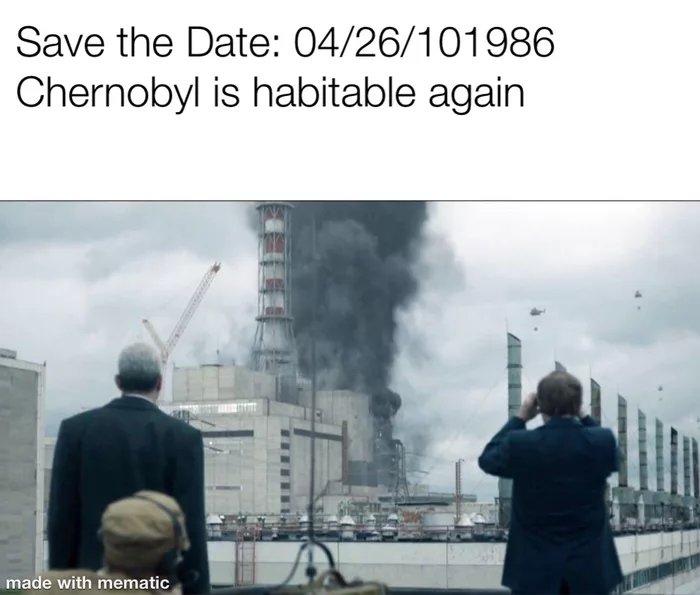 Save the Date: 04/26/101986
Chernobyl is habitable again
made with mematic